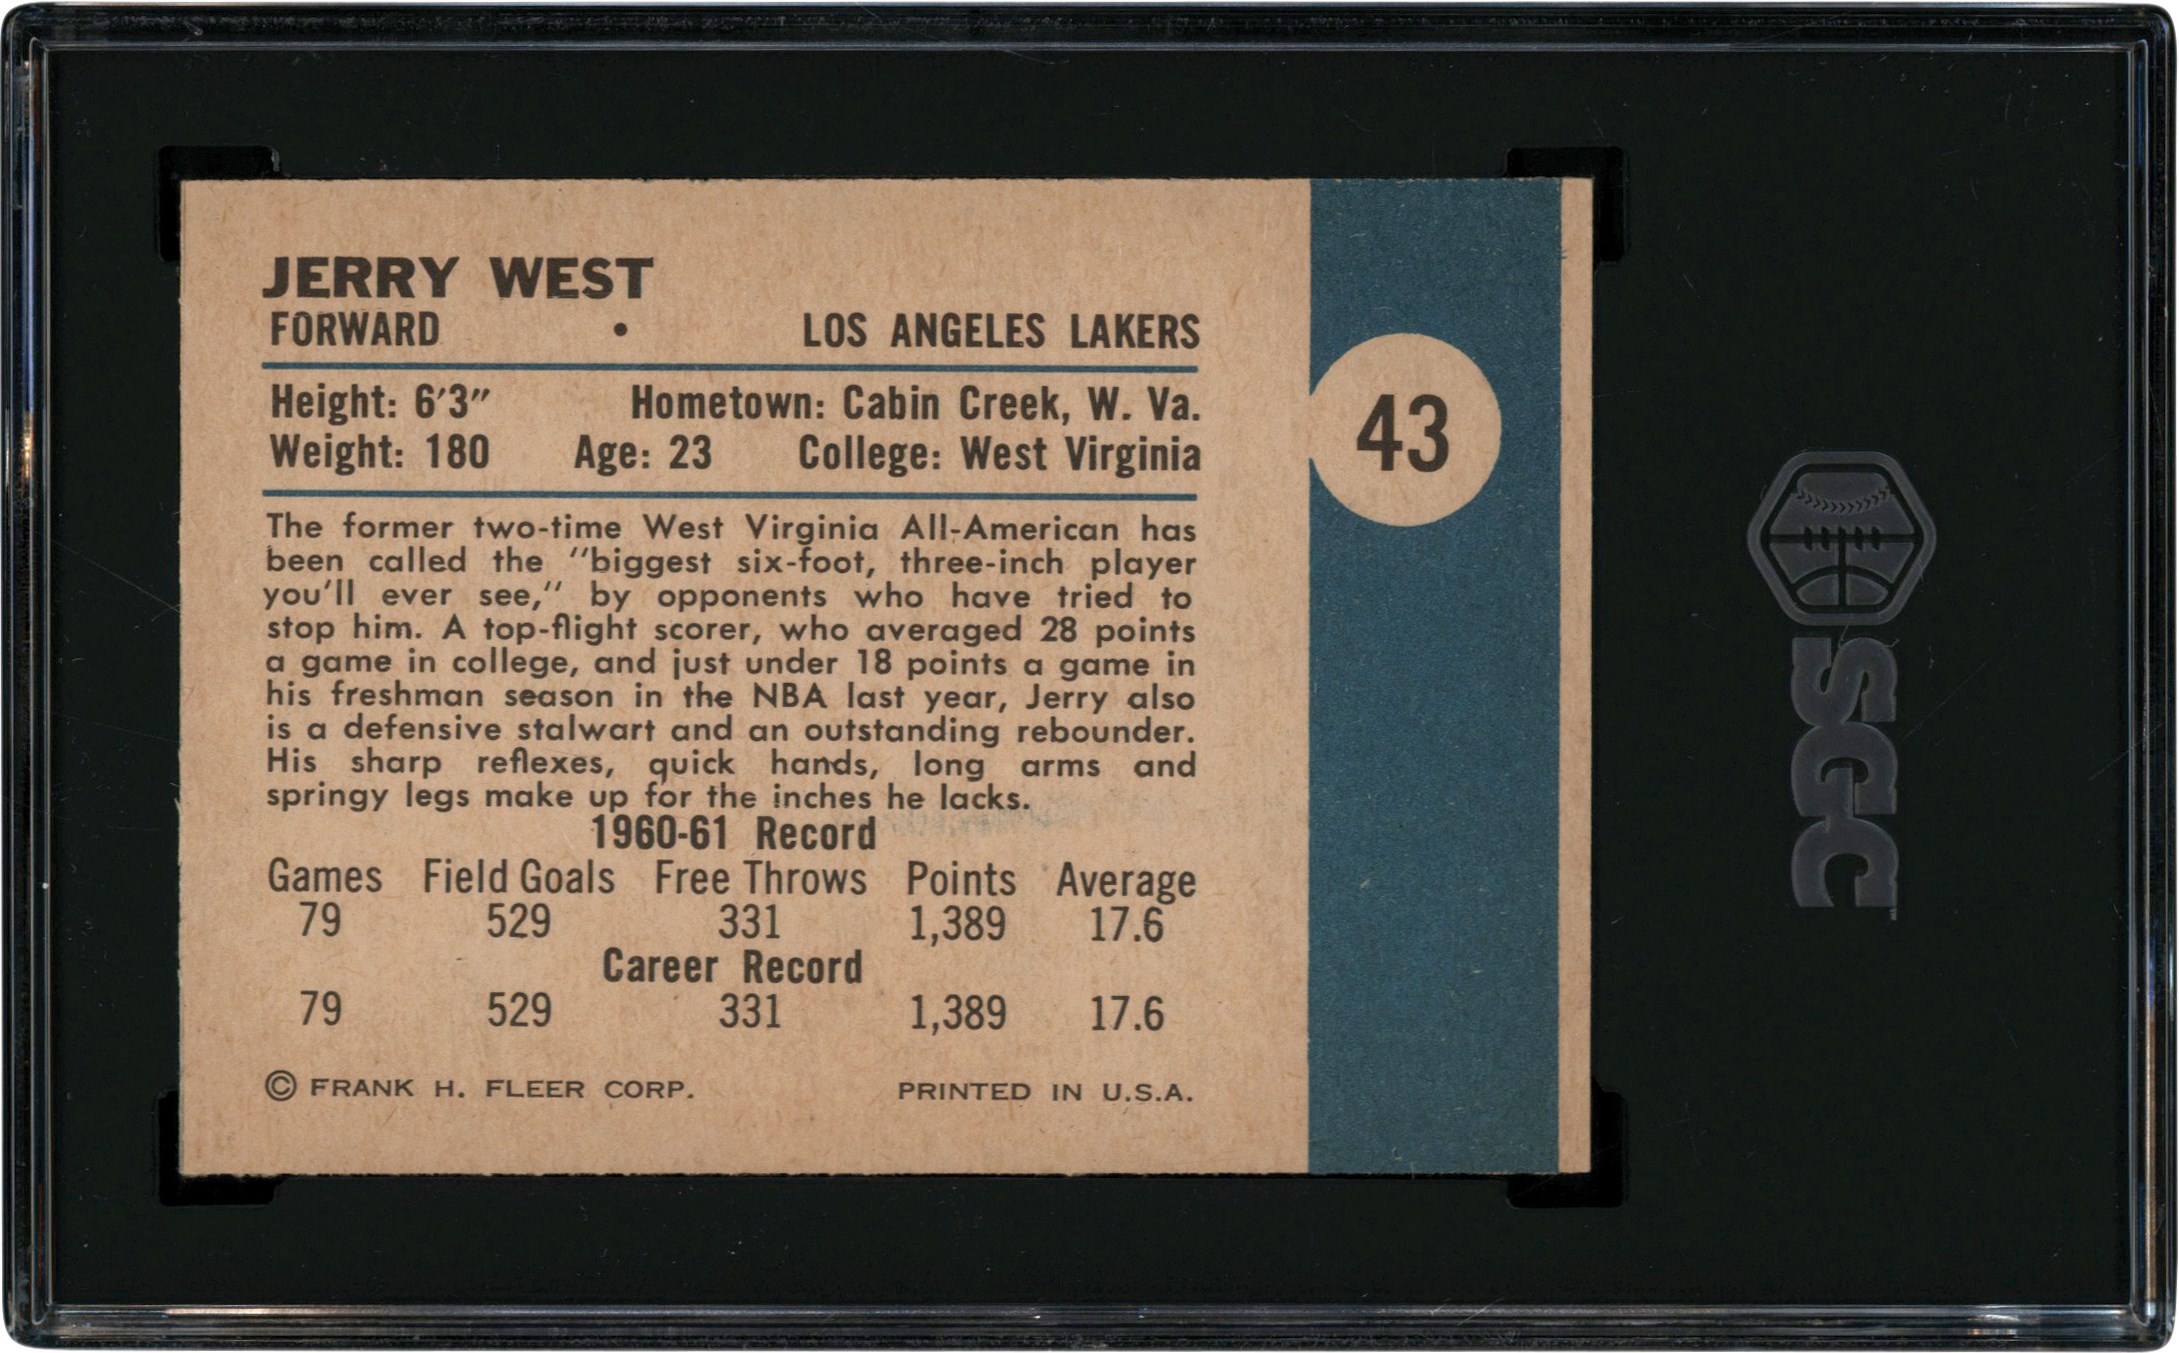 JERRY WEST
FORWARD • LOS ANGELES LAKERS
Height: 6'3" Hometown: Cabin Creek, W. Va.
Weight: 180 Age: 23 College: West Virginia
43
The former two-time West Virginia All-American has
been called the "biggest six-foot, three-inch player
you'll ever see," by opponents who have tried to
stop him. A top-flight scorer, who averaged 28 points
a game in college, and just under 18 points a game in
his freshman season in the NBA last year, Jerry also
is a defensive stalwart and an outstanding rebounder.
His sharp reflexes, quick hands, long arms and
springy legs make up for the inches he lacks.
1960-61 Record
Games Field Goals Free Throws Points Average
79 529 331 1,389 17.6
Career Record
79 529 331 1,389 17.6
© FRANK H. FLEER CORP. PRINTED IN U.S.A.
SGC™